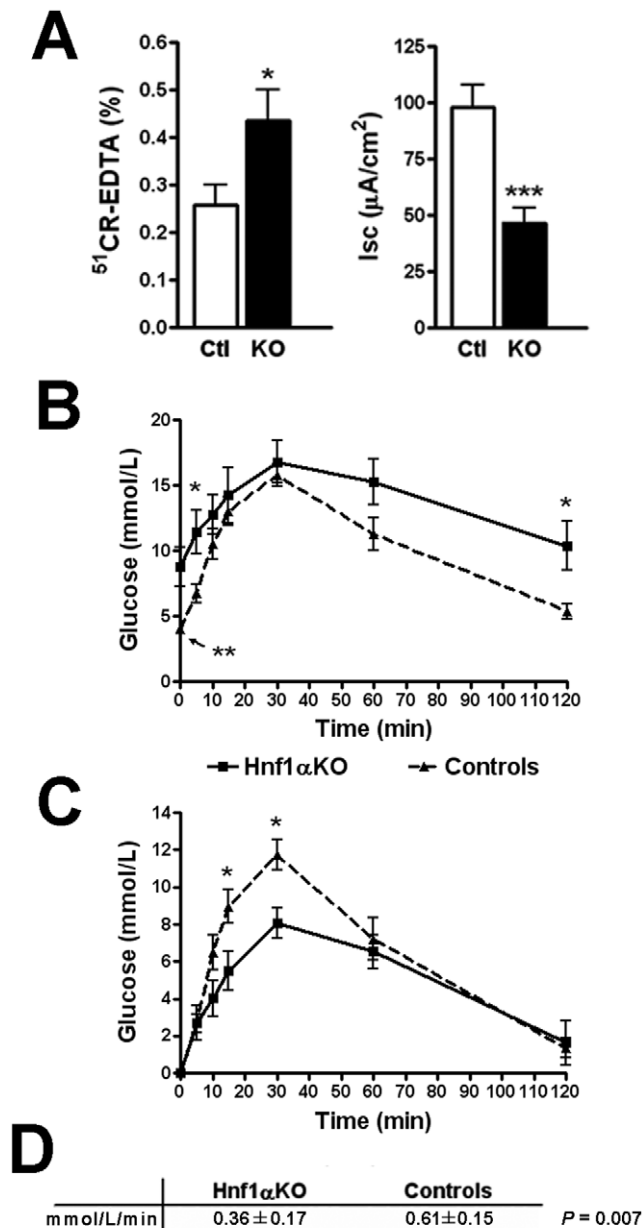 A
⁵¹CR-EDTA (%)
0.6
0.5
0.4
0.3
0.2
0.1
0.0
*
Ctl KO
Isc (μA/cm²)
125
100
75
50
25
0
***
Ctl KO
B
Glucose (mmol/L)
20
15
10
5
0
*
*
**
0 10 20 30 40 50 60 70 80 90 100 110 120
Time (min)
Hnf1αKO Controls
C
Glucose (mmol/L)
14
12
10
8
6
4
2
0
*
*
0 10 20 30 40 50 60 70 80 90 100 110 120
Time (min)
D
Hnf1αKO Controls
mmol/L/min 0.36±0.17 0.61±0.15 P = 0.007